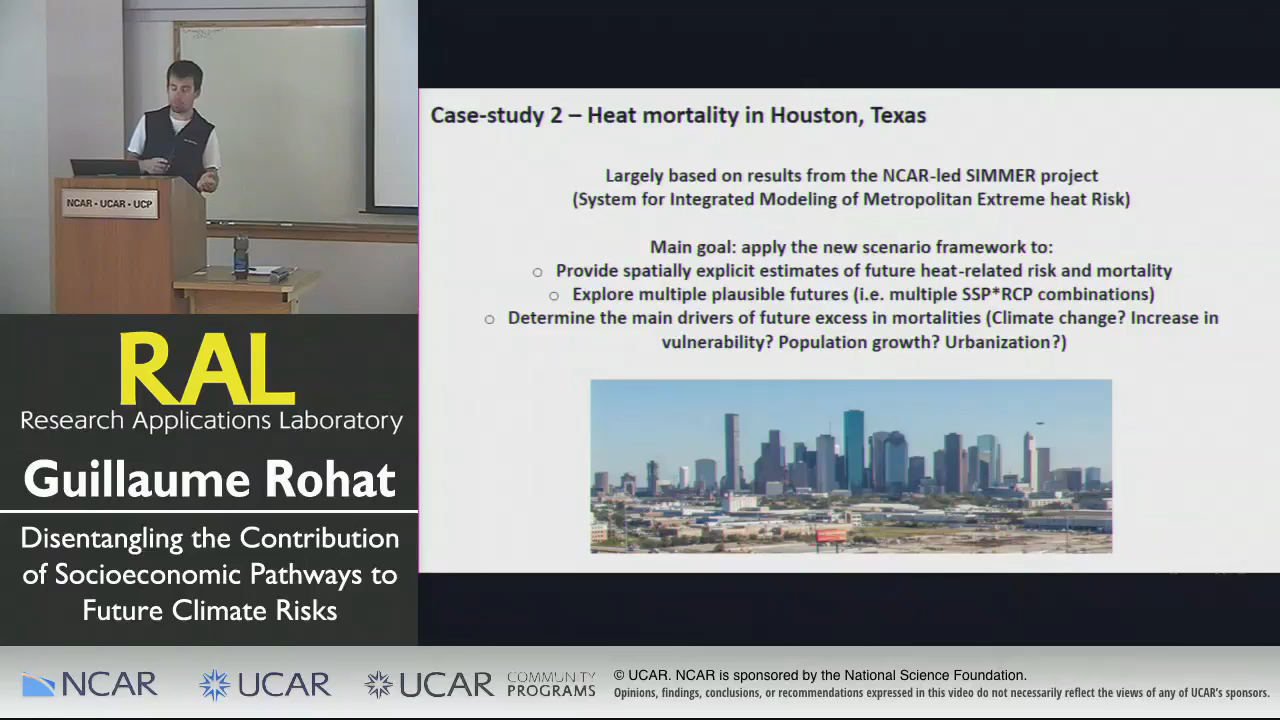 NCAR • UCAR • UCP
RAL
Research Applications Laboratory
Guillaume Rohat
Disentangling the Contribution
of Socioeconomic Pathways to
Future Climate Risks
Case-study 2 – Heat mortality in Houston, Texas
Largely based on results from the NCAR-led SIMMER project
(System for Integrated Modeling of Metropolitan Extreme heat Risk)
Main goal: apply the new scenario framework to:
o Provide spatially explicit estimates of future heat-related risk and mortality
o Explore multiple plausible futures (i.e. multiple SSP*RCP combinations)
o Determine the main drivers of future excess in mortalities (Climate change? Increase in
vulnerability? Population growth? Urbanization?)
NCAR
UCAR
UCAR
COMMUNITY
PROGRAMS
© UCAR. NCAR is sponsored by the National Science Foundation.
Opinions, findings, conclusions, or recommendations expressed in this video do not necessarily reflect the views of any of UCAR's sponsors.